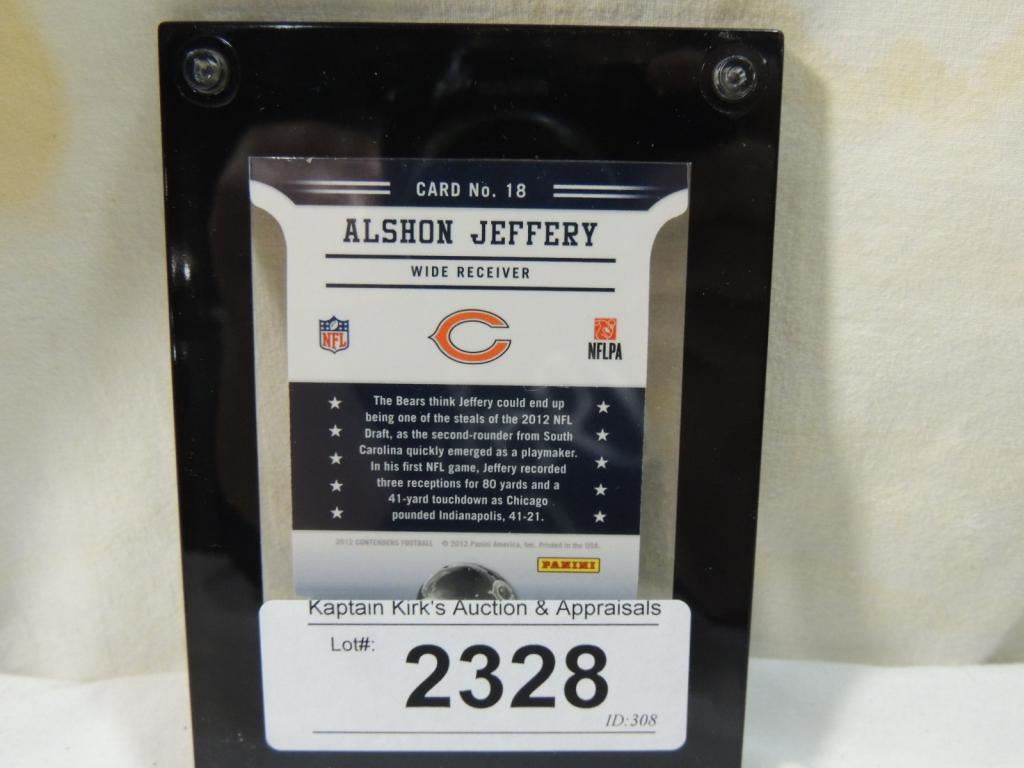 CARD No. 18
ALSHON JEFFERY
WIDE RECEIVER
NFL
NFLPA
The Bears think Jeffery could end up
being one of the steals of the 2012 NFL
Draft, as the second-rounder from South
Carolina quickly emerged as a playmaker.
In his first NFL game, Jeffery recorded
three receptions for 80 yards and a
41-yard touchdown as Chicago
pounded Indianapolis, 41-21.
2012 CONTENDERS FOOTBALL © 2012 Panini America, Inc. Printed in the USA.
PANINI
Kaptain Kirk's Auction & Appraisals
Lot#:
2328
ID:308